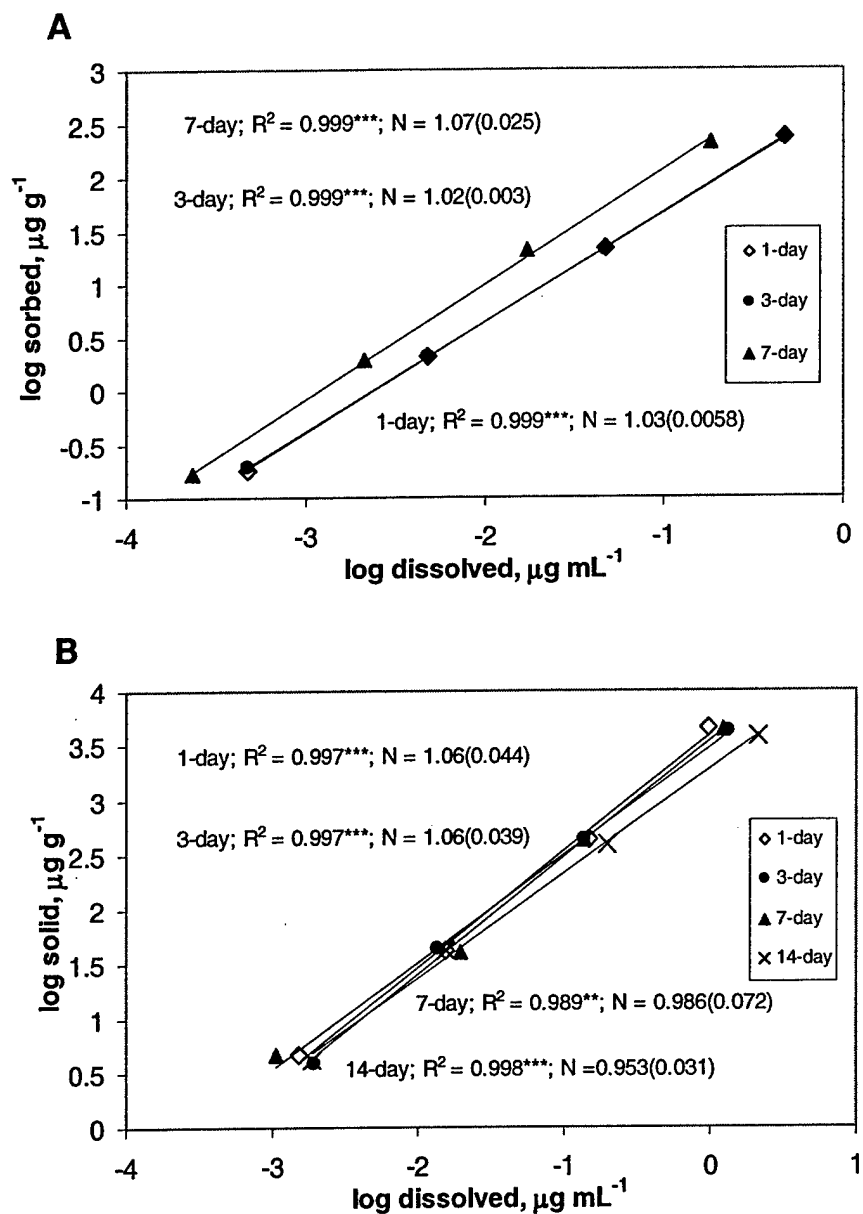 A
3
2.5
2
1.5
1
0.5
0
-0.5
-1
log sorbed, µg g⁻¹
7-day; R² = 0.999***; N = 1.07(0.025)
3-day; R² = 0.999***; N = 1.02(0.003)
1-day; R² = 0.999***; N = 1.03(0.0058)
1-day
3-day
7-day
-4 -3 -2 -1 0
log dissolved, µg mL⁻¹
B
4
3.5
3
2.5
2
1.5
1
0.5
0
log solid, µg g⁻¹
1-day; R² = 0.997***; N = 1.06(0.044)
3-day; R² = 0.997***; N = 1.06(0.039)
7-day; R² = 0.989**; N = 0.986(0.072)
14-day; R² = 0.998***; N =0.953(0.031)
1-day
3-day
7-day
14-day
-4 -3 -2 -1 0 1
log dissolved, µg mL⁻¹